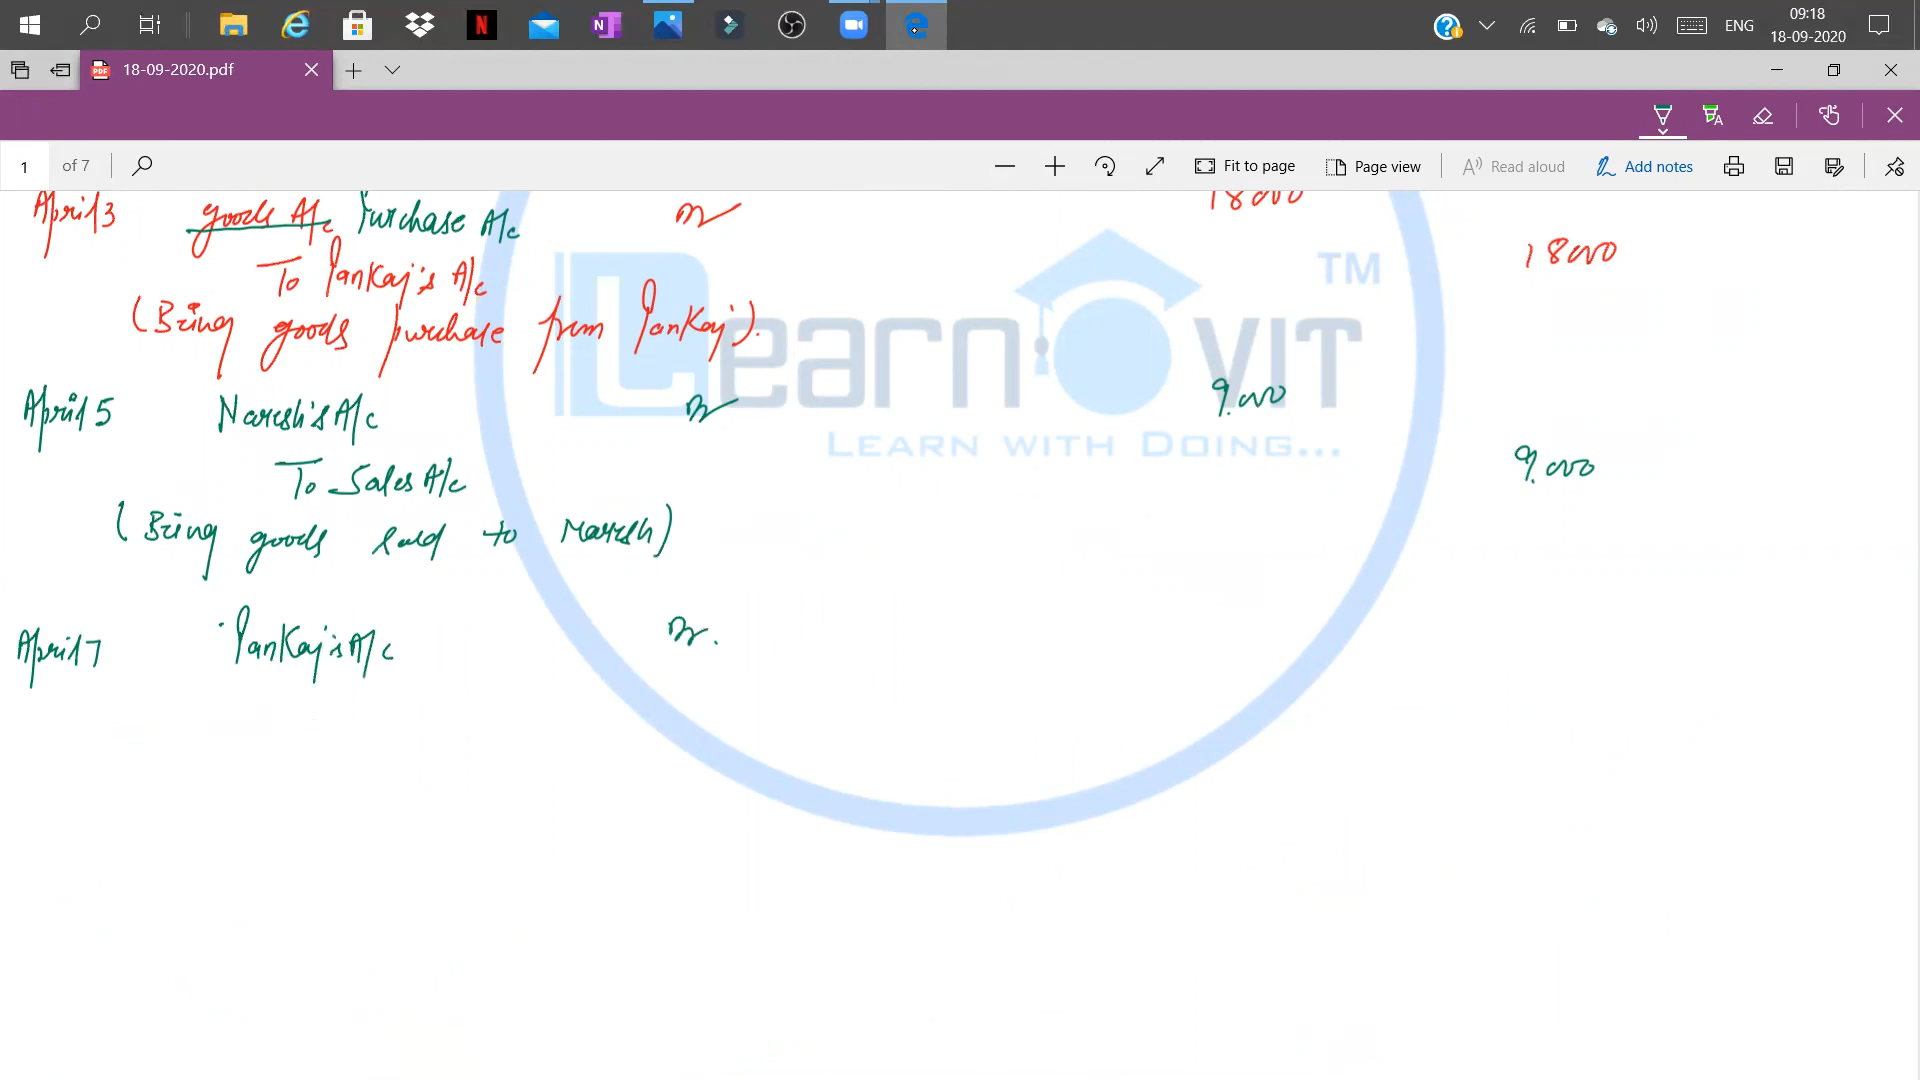 09:18
ENG
18-09-2020
18-09-2020.pdf
1 of 7
Fit to page
Page view
Read aloud
Add notes
April 3 goods A/c Purchase A/c Dr 18000
To Pankaj's A/c 18000
(Being goods purchase from Pankaj).
April 5 Naresh's A/c Dr 9000
To Sales A/c 9000
(Being goods sold to Naresh)
April 7 Pankaj's A/c Dr.
Learn VIT TM
LEARN WITH DOING...